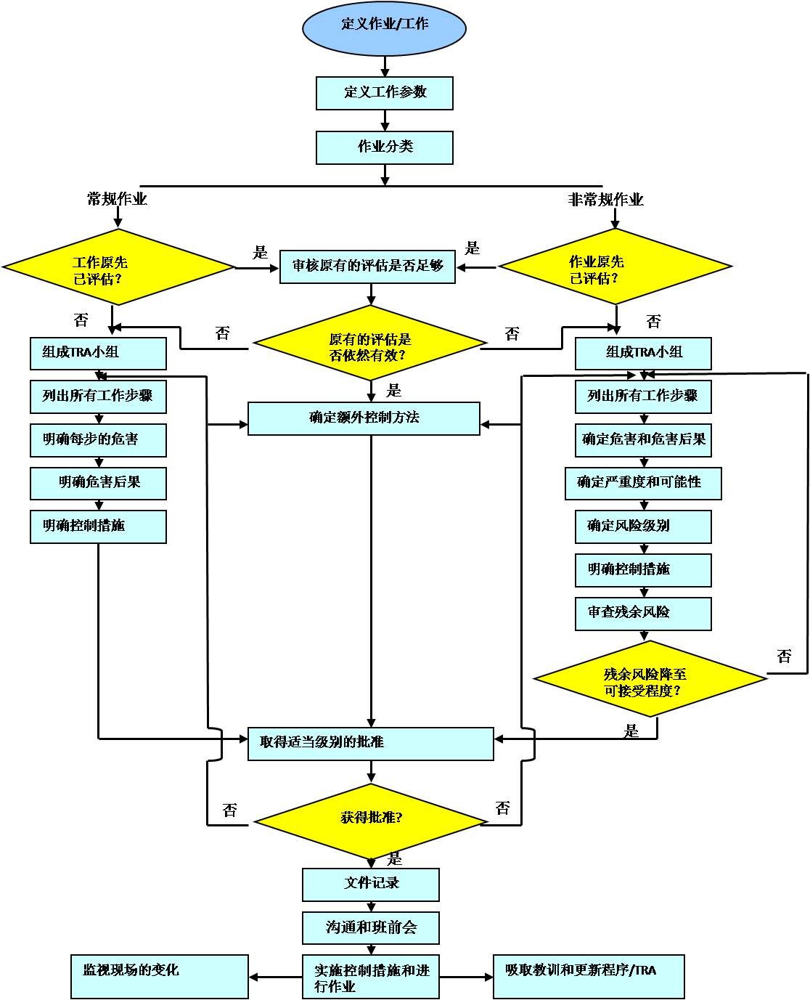 定义作业/工作
定义工作参数
作业分类
常规作业
非常规作业
工作原先
已评估？
是
审核原有的评估是否足够
是
作业原先
已评估？
否
否
原有的评估是
否依然有效？
否
否
组成TRA小组
组成TRA小组
是
列出所有工作步骤
确定额外控制方法
列出所有工作步骤
明确每步的危害
确定危害和危害后果
明确危害后果
确定严重度和可能性
明确控制措施
确定风险级别
明确控制措施
审查残余风险
残余风险降至
可接受程度？
否
是
取得适当级别的批准
否
获得批准?
否
是
文件记录
沟通和班前会
监视现场的变化
实施控制措施和进
行作业
吸取教训和更新程序/TRA